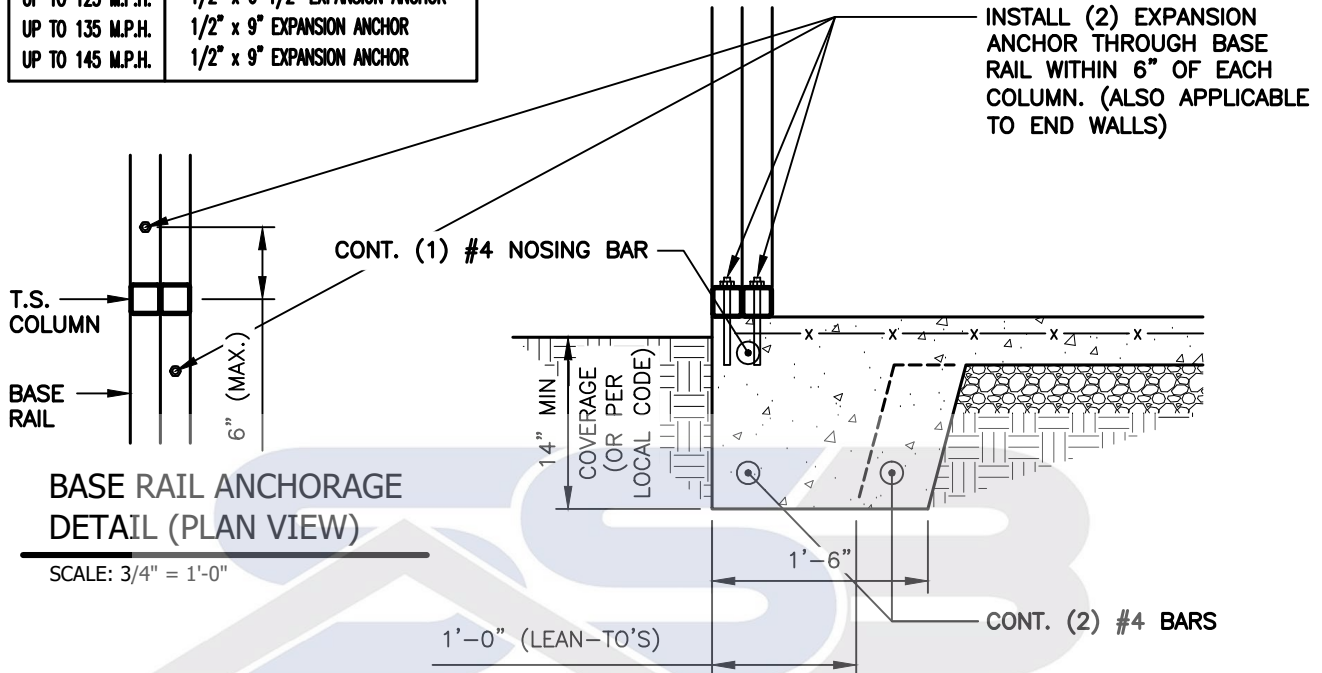 UP TO 125 M.P.H. 1/2" x EXPANSION ANCHOR
UP TO 135 M.P.H. 1/2" x 9" EXPANSION ANCHOR
UP TO 145 M.P.H. 1/2" x 9" EXPANSION ANCHOR
INSTALL (2) EXPANSION
ANCHOR THROUGH BASE
RAIL WITHIN 6" OF EACH
COLUMN. (ALSO APPLICABLE
TO END WALLS)
CONT. (1) #4 NOSING BAR
T.S.
COLUMN
BASE
RAIL
6" (MAX.)
14" MIN
COVERAGE
(OR PER
LOCAL CODE)
x x x x
BASE RAIL ANCHORAGE
DETAIL (PLAN VIEW)
SCALE: 3/4" = 1'-0"
1'-6"
1'-0" (LEAN-TO'S)
CONT. (2) #4 BARS
SSB